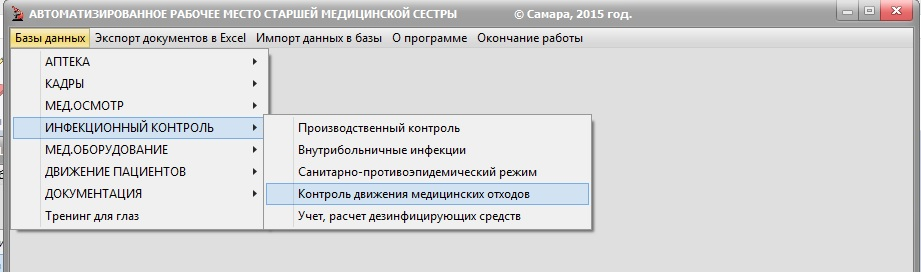 АВТОМАТИЗИРОВАННОЕ РАБОЧЕЕ МЕСТО СТАРШЕЙ МЕДИЦИНСКОЙ СЕСТРЫ © Самара, 2015 год.
Базы данных Экспорт документов в Excel Импорт данных в базы О программе Окончание работы
АПТЕКА
КАДРЫ
МЕД.ОСМОТР
ИНФЕКЦИОННЫЙ КОНТРОЛЬ
МЕД.ОБОРУДОВАНИЕ
ДВИЖЕНИЕ ПАЦИЕНТОВ
ДОКУМЕНТАЦИЯ
Тренинг для глаз
Производственный контроль
Внутрибольничные инфекции
Санитарно-противоэпидемический режим
Контроль движения медицинских отходов
Учет, расчет дезинфицирующих средств